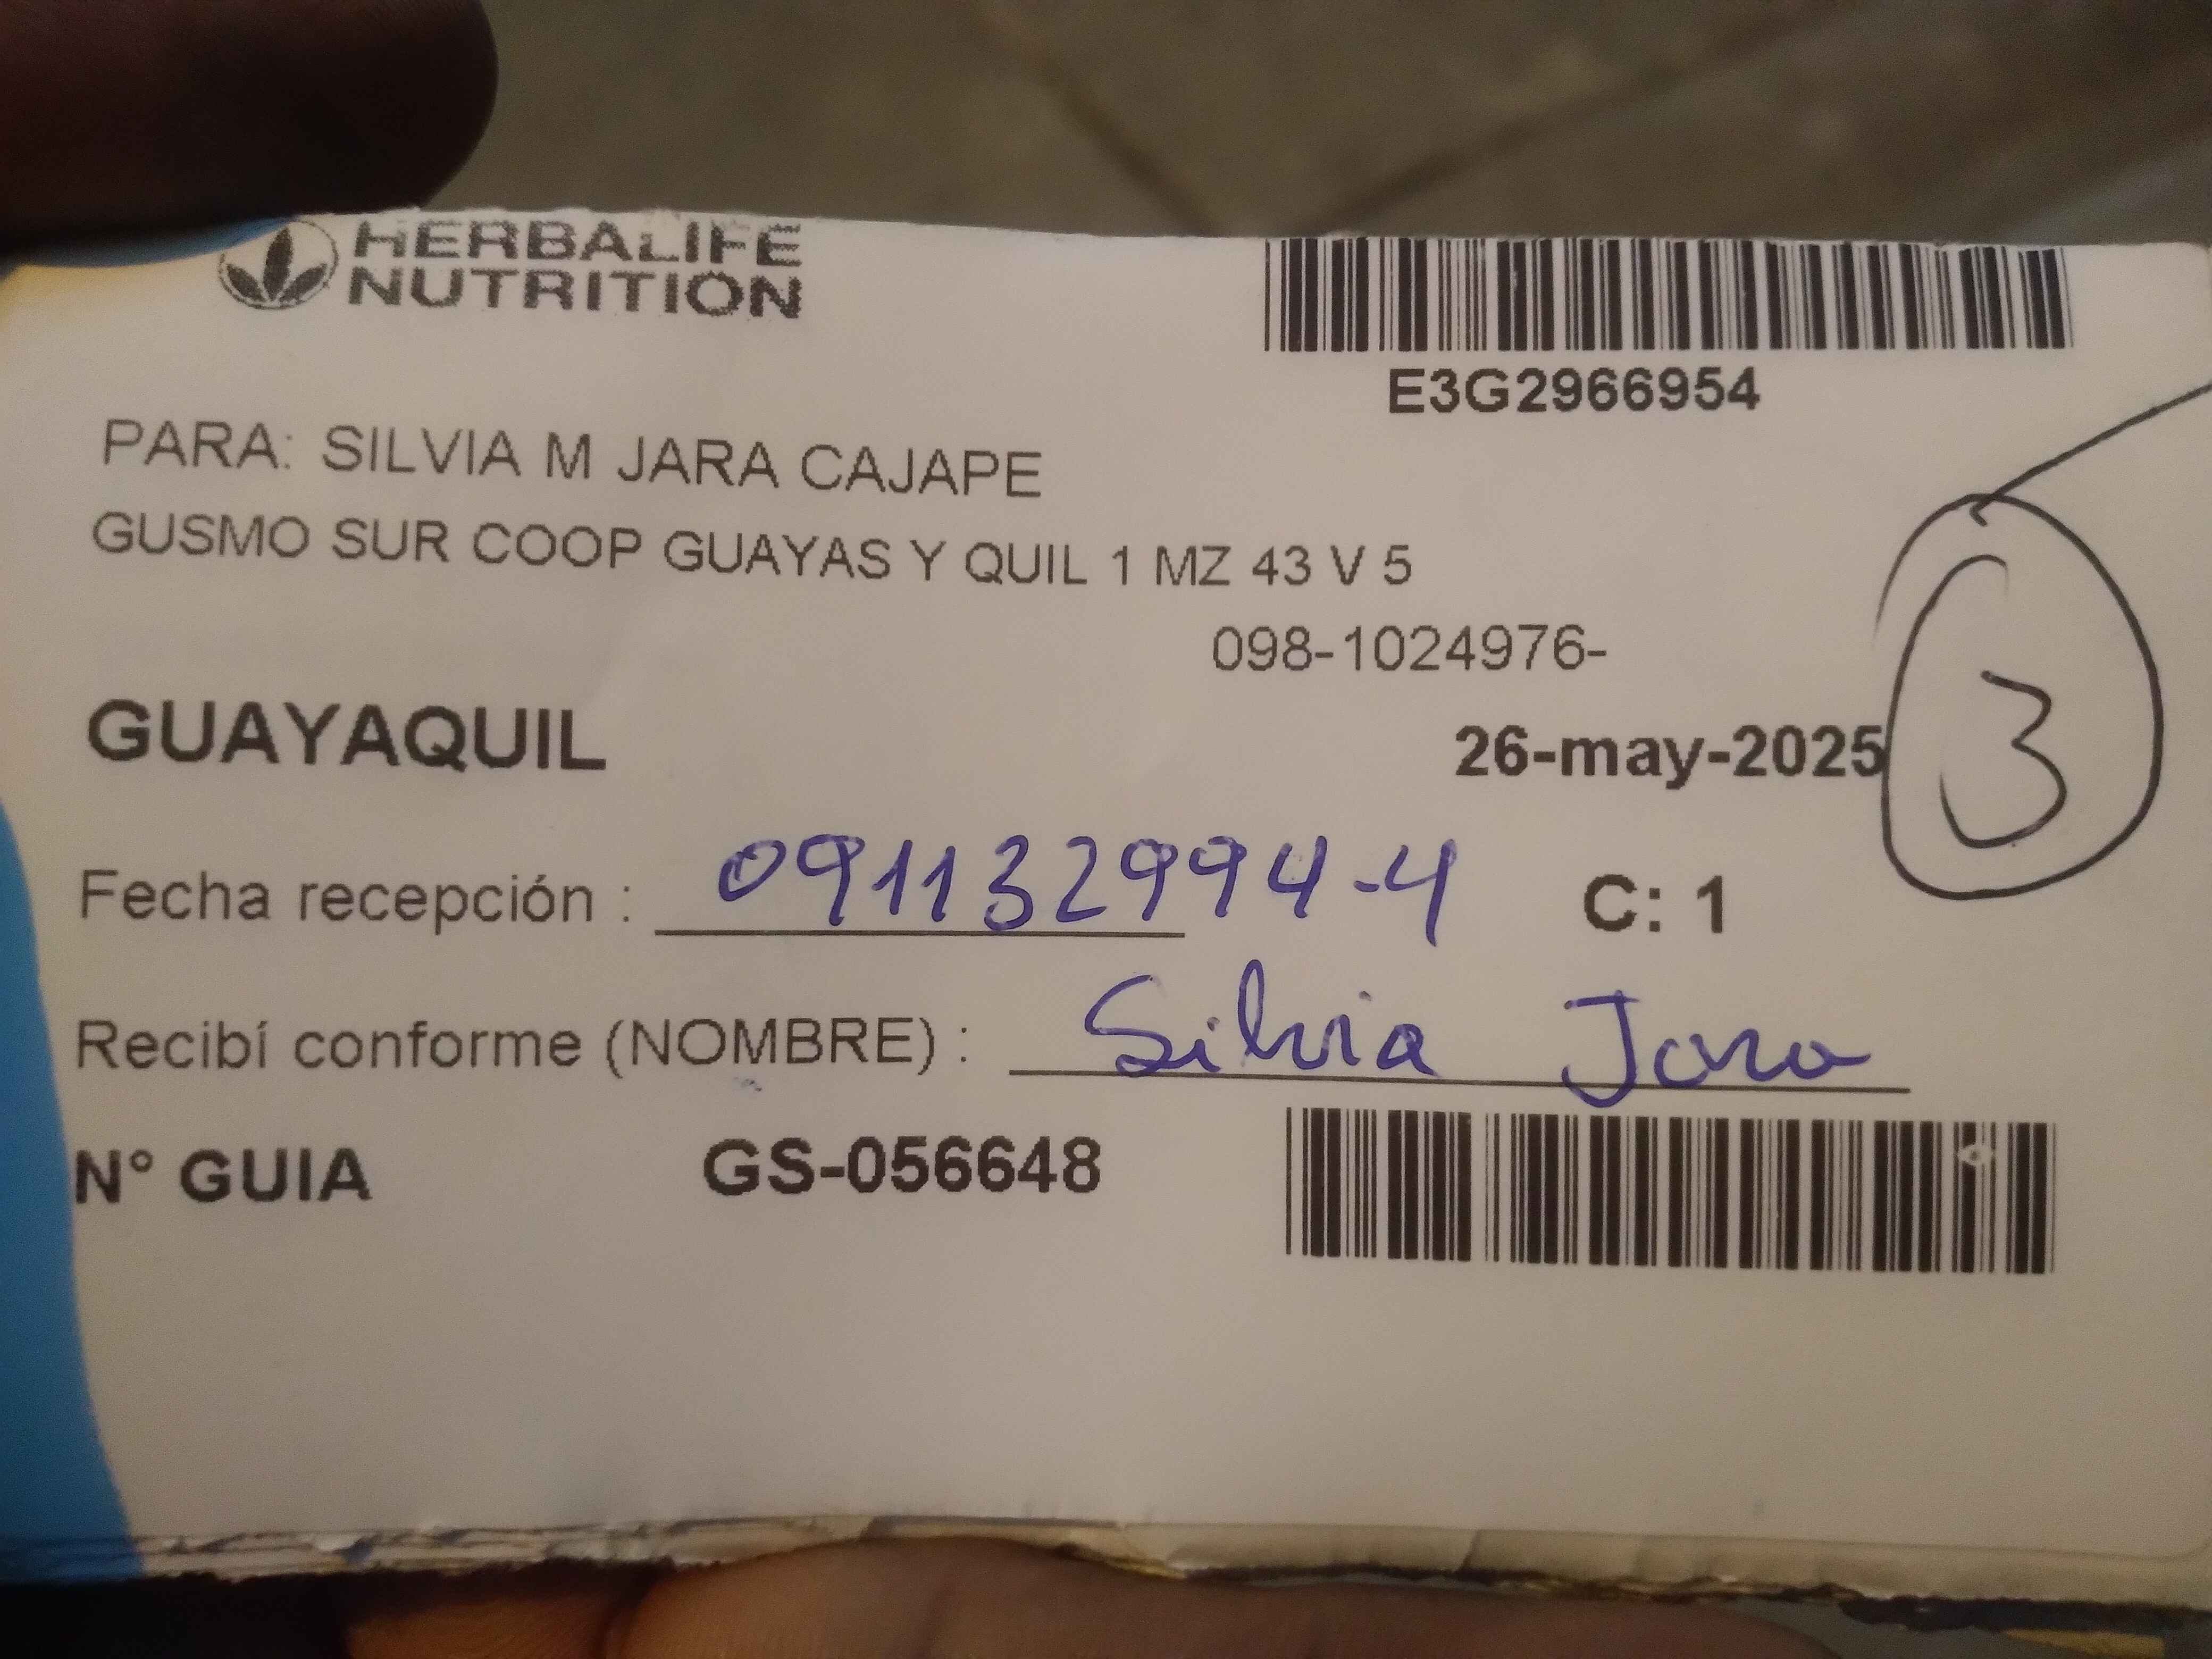 HERBALIFE
NUTRITION
E3G2966954
PARA: SILVIA M JARA CAJAPE
GUSMO SUR COOP GUAYAS Y QUIL 1 MZ 43 V 5
098-1024976-
GUAYAQUIL
26-may-2025
3
Fecha recepción : 091132994-4 C: 1
Recibí conforme (NOMBRE) : Silvia Jara
N° GUIA GS-056648